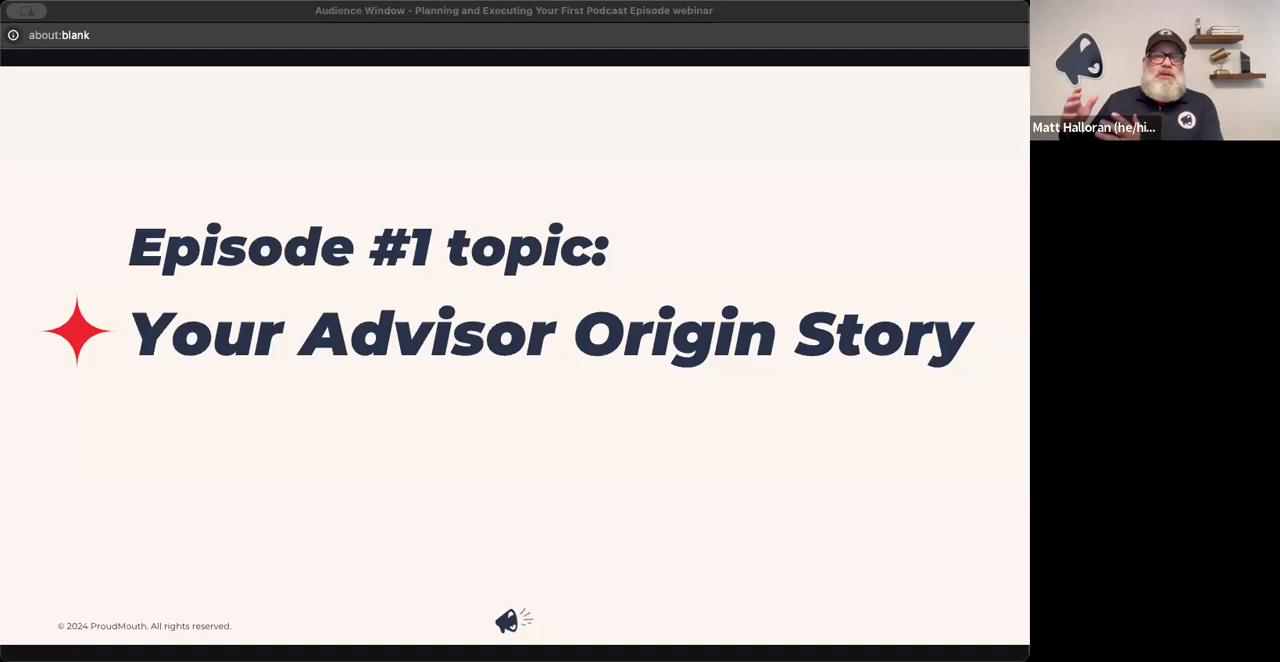 Audience Window - Planning and Executing Your First Podcast Episode webinar
about:blank
Matt Halloran (he/hi...
Episode #1 topic:
Your Advisor Origin Story
© 2024 ProudMouth. All rights reserved.